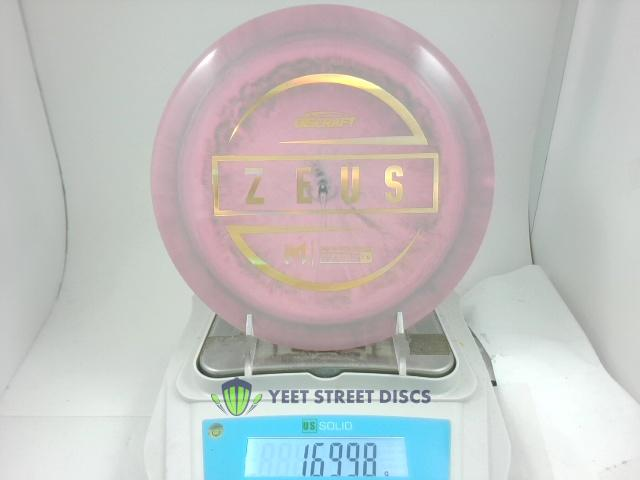 DISCRAFT
ZEUS
YEET STREET DISCS
US SOLID
169.98 g